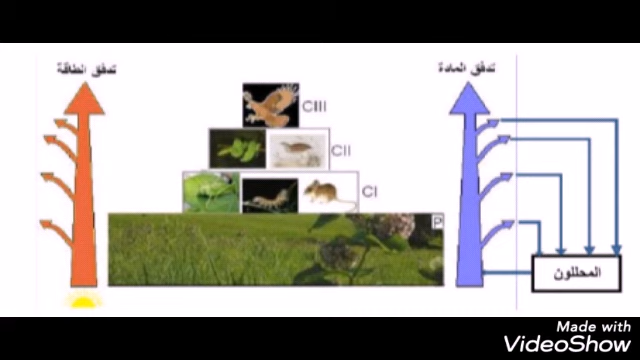 تدفق الطاقة
تدفق المادة
CIII
CII
CI
P
المحللون
Made with
VideoShow